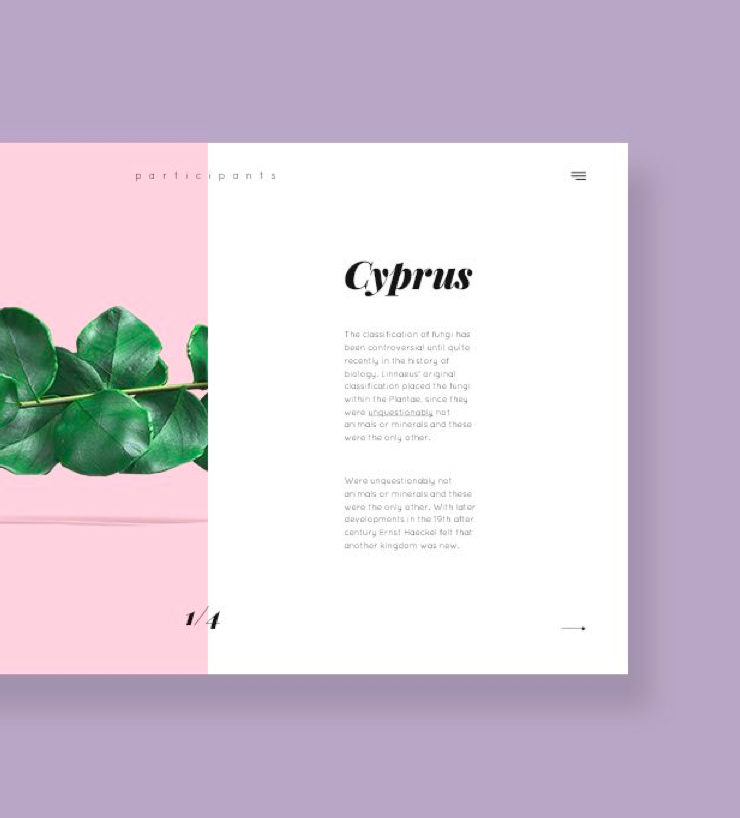 participants
Cyprus
The classification of fungi has
been controversial until quite
recently in the history of
biology. Linnaeus' original
classification placed the fungi
within the Plantae, since they
were unquestionably not
animals or minerals and these
were the only other.
Were unquestionably not
animals or minerals and these
were the only other. With later
developments in the 19th after
century Ernst Haeckel felt that
another kingdom was new.
1/4